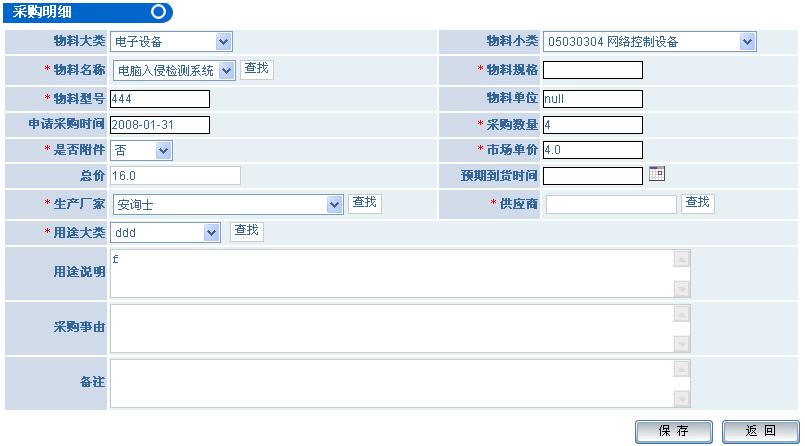 采购明细
物料大类 电子设备 物料小类 05030304 网络控制设备
* 物料名称 电脑入侵检测系统 查找 * 物料规格
* 物料型号 444 物料单位 null
申请采购时间 2008-01-31 * 采购数量 4
* 是否附件 否 * 市场单价 4.0
总价 16.0 预期到货时间
* 生产厂家 安询士 查找 * 供应商 查找
* 用途大类 ddd 查找
用途说明 f
采购事由
备注
保 存 返 回